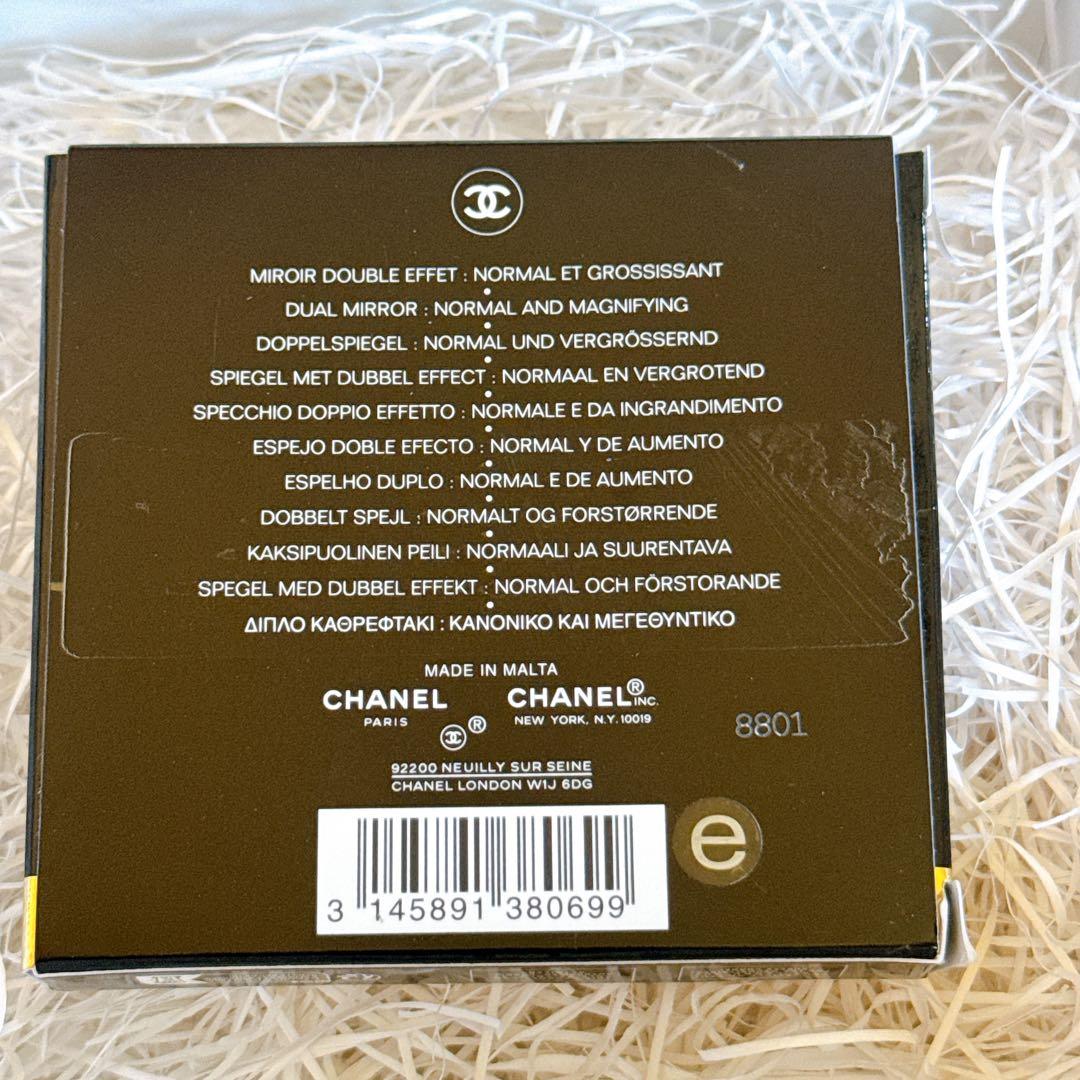 MIROIR DOUBLE EFFET : NORMAL ET GROSSISSANT
DUAL MIRROR : NORMAL AND MAGNIFYING
DOPPELSPIEGEL : NORMAL UND VERGRÖSSERND
SPIEGEL MET DUBBEL EFFECT : NORMAAL EN VERGROTEND
SPECCHIO DOPPIO EFFETTO : NORMALE E DA INGRANDIMENTO
ESPEJO DOBLE EFECTO : NORMAL Y DE AUMENTO
ESPELHO DUPLO : NORMAL E DE AUMENTO
DOBBELT SPEJL : NORMALT OG FORSTØRRENDE
KAKSIPUOLINEN PEILI : NORMAALI JA SUURENTAVA
SPEGEL MED DUBBEL EFFEKT : NORMAL OCH FÖRSTORANDE
ΔΙΠΛΟ ΚΑΘΡΕΦΤΑΚΙ : ΚΑΝΟΝΙΚΟ ΚΑΙ ΜΕΓΕΘΥΝΤΙΚΟ
MADE IN MALTA
CHANEL CHANEL® INC.
PARIS NEW YORK, N.Y. 10019
®
8801
92200 NEUILLY SUR SEINE
CHANEL LONDON W1J 6DG
e
3 145891 380699